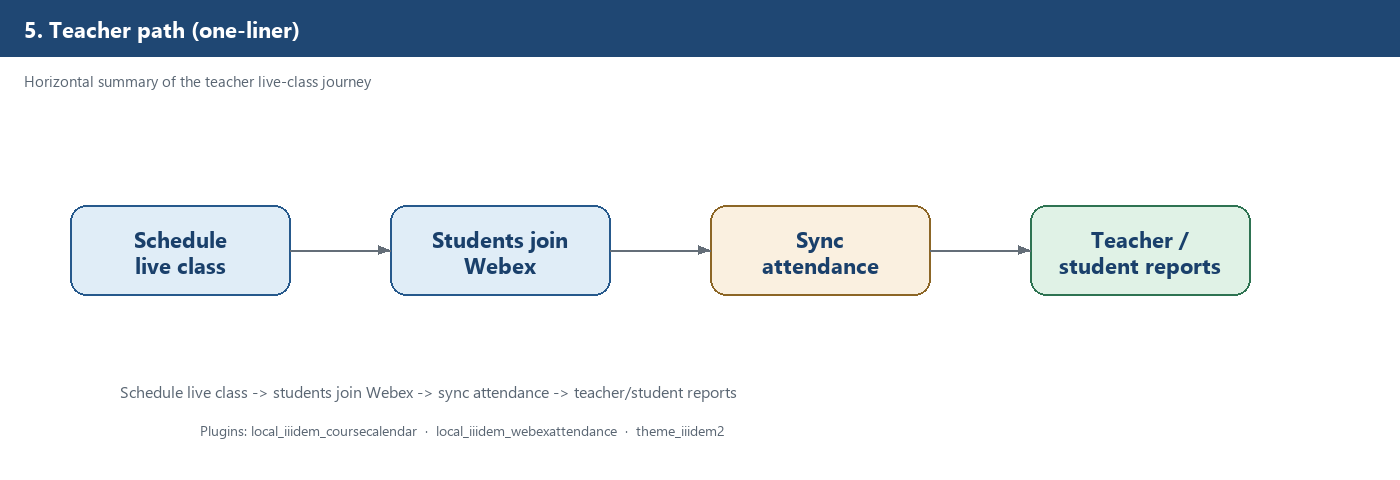 5. Teacher path (one-liner)
Horizontal summary of the teacher live-class journey
Schedule
live class
Students join
Webex
Sync
attendance
Teacher /
student reports
Schedule live class -> students join Webex -> sync attendance -> teacher/student reports
Plugins: local_iiidem_coursecalendar · local_iiidem_webexattendance · theme_iiidem2